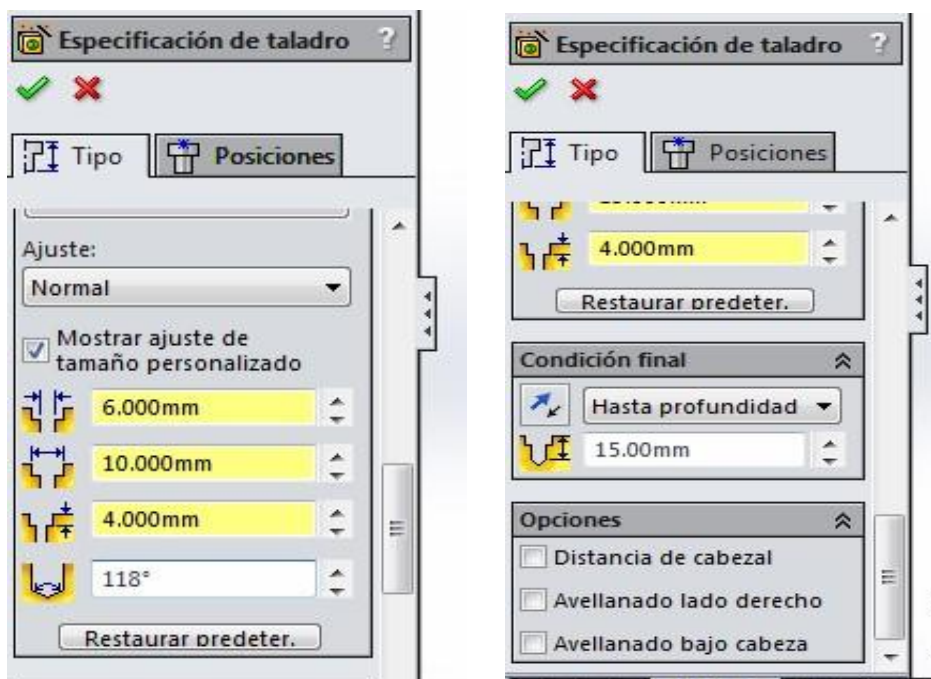 Especificación de taladro ?
Tipo
Posiciones
Ajuste:
Normal
Mostrar ajuste de
tamaño personalizado
6.000mm
10.000mm
4.000mm
118°
Restaurar predeter.
Especificación de taladro ?
Tipo
Posiciones
4.000mm
Restaurar predeter.
Condición final
Hasta profundidad
15.00mm
Opciones
Distancia de cabezal
Avellanado lado derecho
Avellanado bajo cabeza